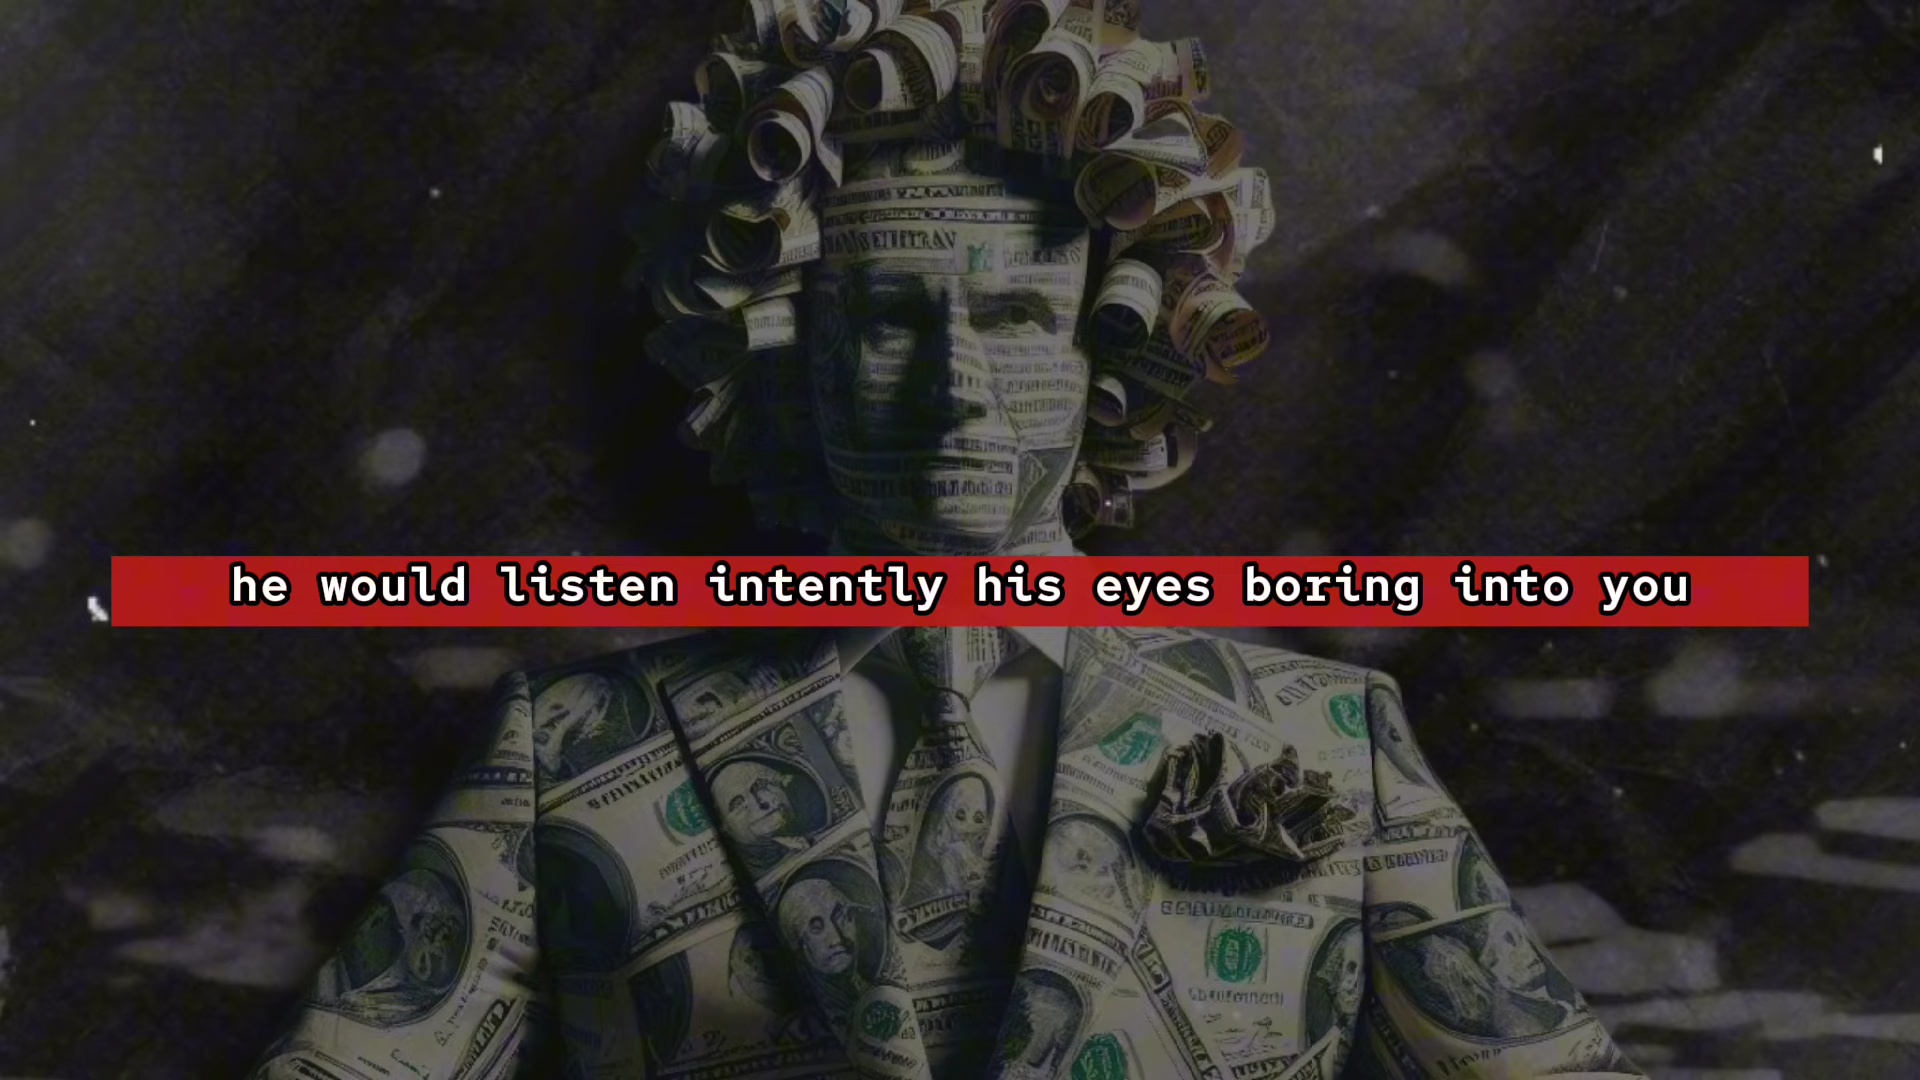 he would listen intently his eyes boring into you